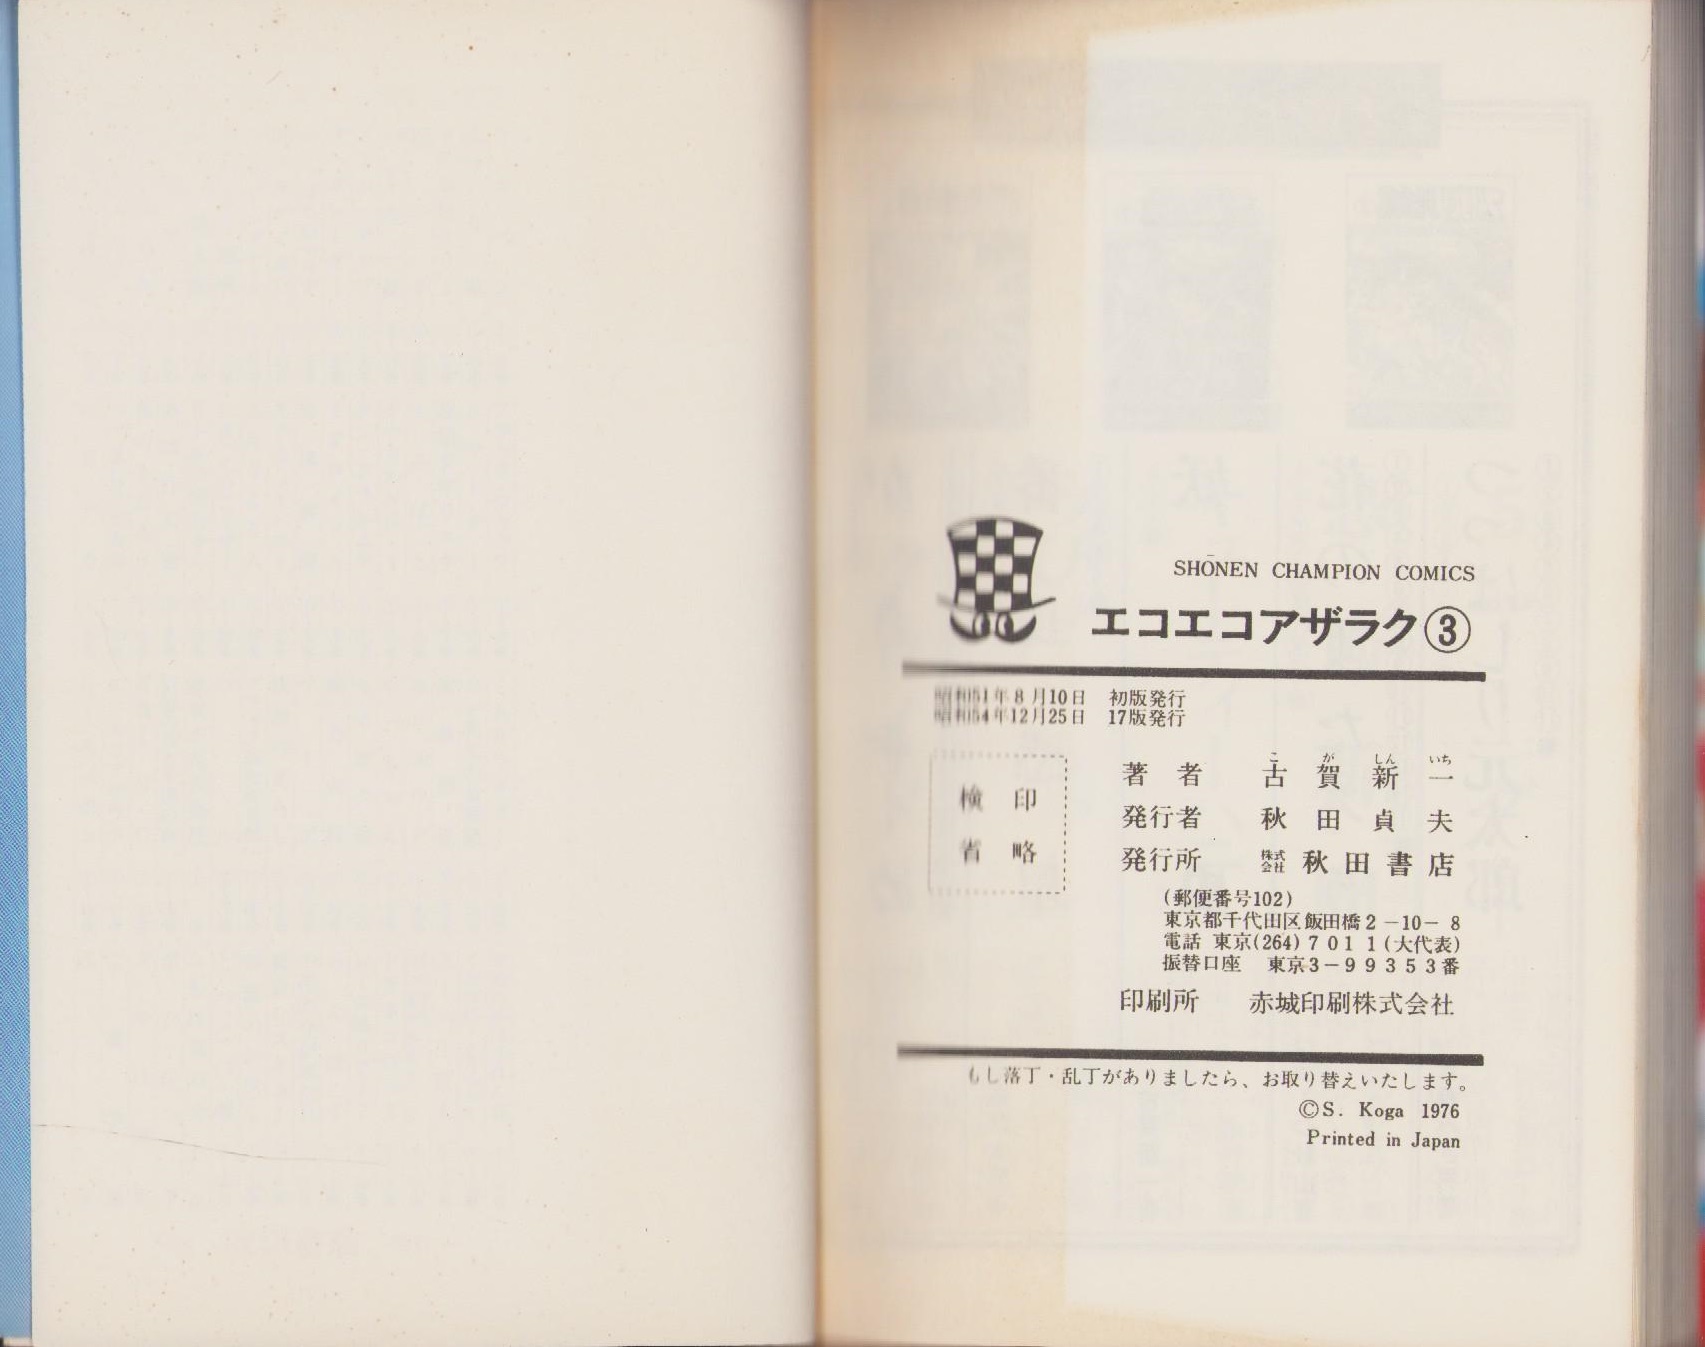 SHŌNEN CHAMPION COMICS
エコエコアザラク③
昭和51年8月10日 初版発行
昭和54年12月25日 17版発行
検印
省略
著者 古賀新一
こ が しん いち
発行者 秋田貞夫
発行所 株式会社 秋田書店
(郵便番号102)
東京都千代田区飯田橋2-10-8
電話 東京(264)7011(大代表)
振替口座 東京3-99353番
印刷所 赤城印刷株式会社
もし落丁・乱丁がありましたら、お取り替えいたします。
©S. Koga 1976
Printed in Japan